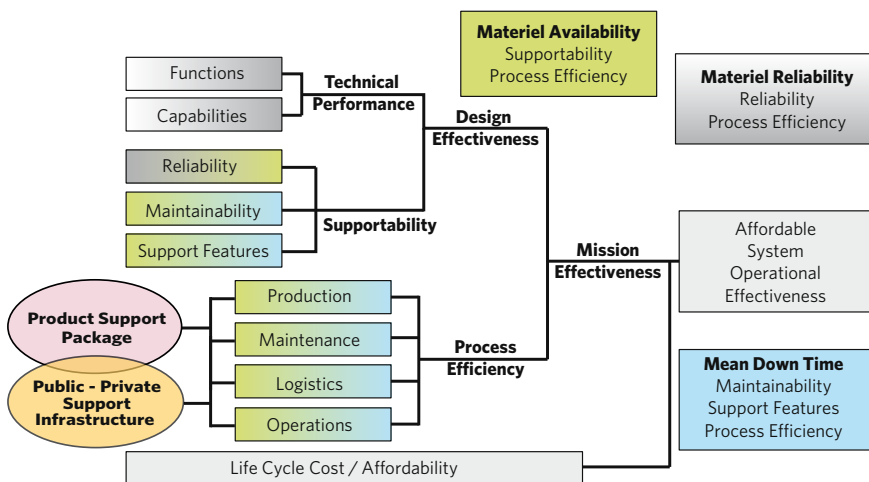 Materiel Availability
Supportability
Process Efficiency
Materiel Reliability
Reliability
Process Efficiency
Functions
Capabilities
Technical
Performance
Design
Effectiveness
Reliability
Maintainability
Support Features
Supportability
Mission
Effectiveness
Affordable
System
Operational
Effectiveness
Product Support
Package
Public - Private
Support
Infrastructure
Production
Maintenance
Logistics
Operations
Process
Efficiency
Mean Down Time
Maintainability
Support Features
Process Efficiency
Life Cycle Cost / Affordability